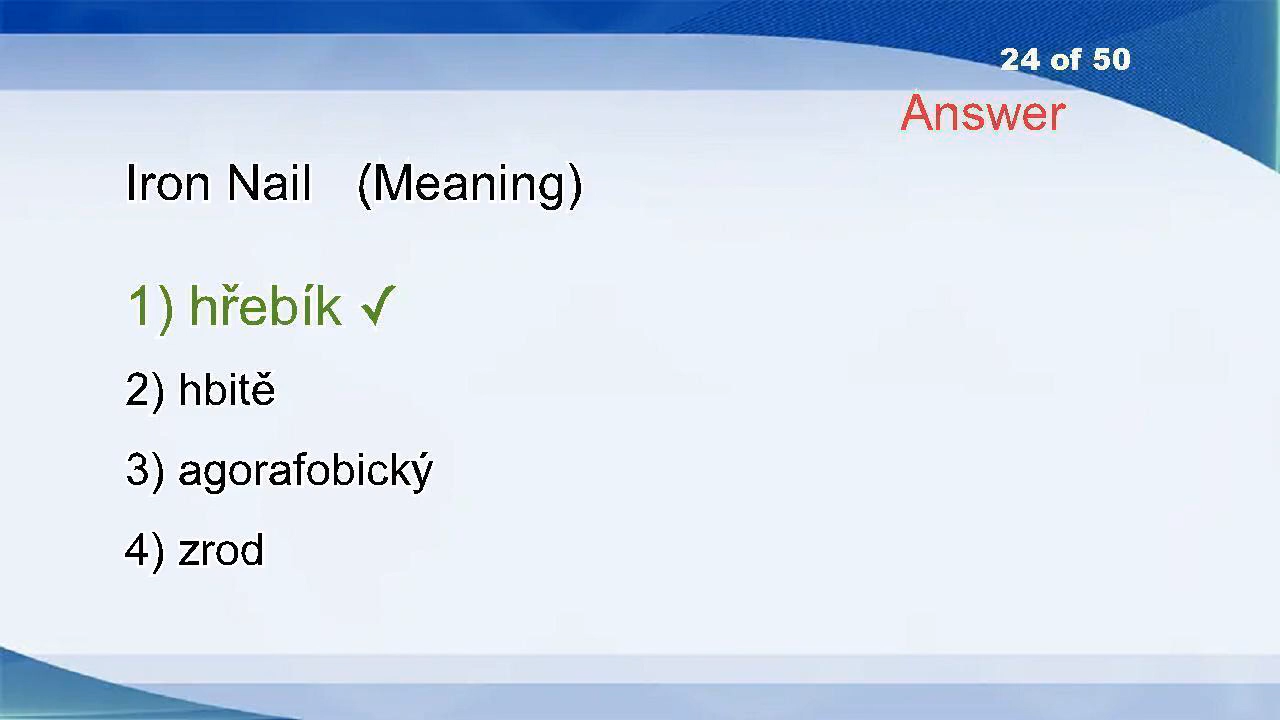 24 of 50
Answer
Iron Nail (Meaning)
1) hřebík ✓
2) hbitě
3) agorafobický
4) zrod